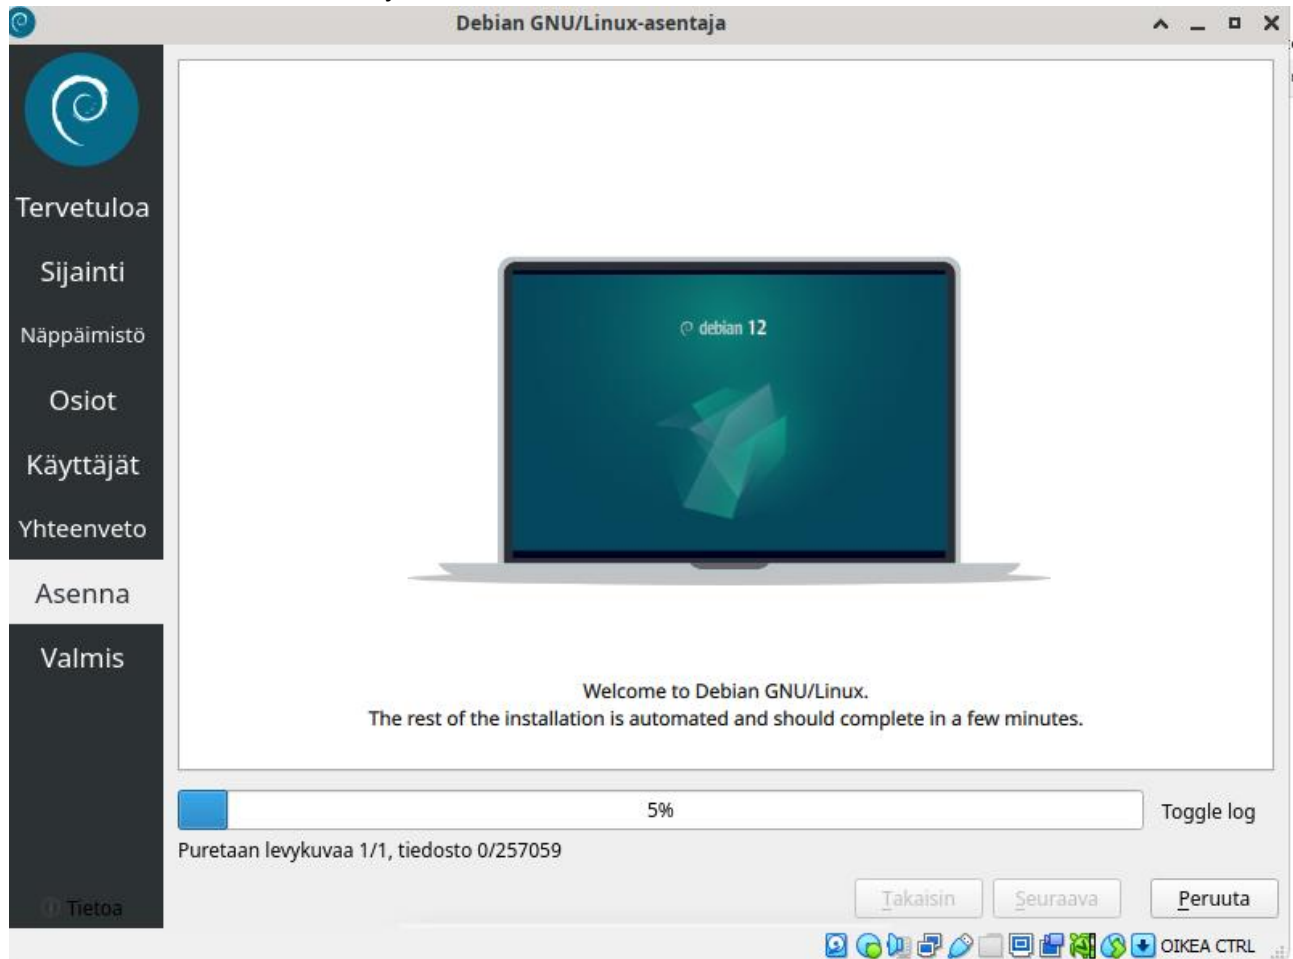 Debian GNU/Linux-asentaja
Tervetuloa
Sijainti
Näppäimistö
Osiot
Käyttäjät
Yhteenveto
Asenna
Valmis
Tietoa
debian 12
Welcome to Debian GNU/Linux.
The rest of the installation is automated and should complete in a few minutes.
5%
Toggle log
Puretaan levykuvaa 1/1, tiedosto 0/257059
Takaisin
Seuraava
Peruuta
OIKEA CTRL